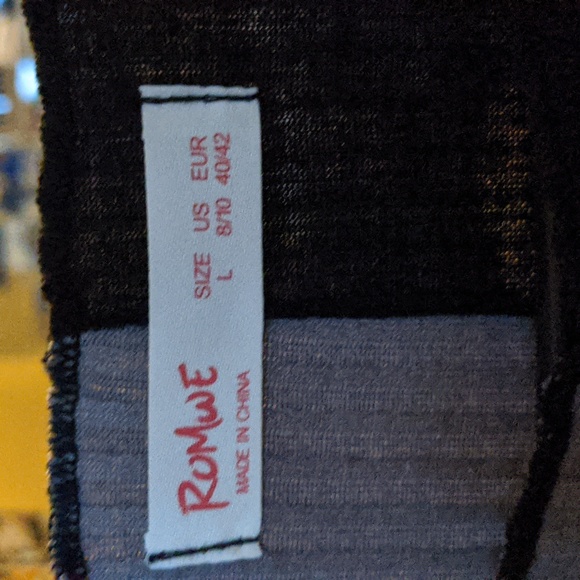 ROMWE
MADE IN CHINA
SIZE US EUR
L 8/10 40/42